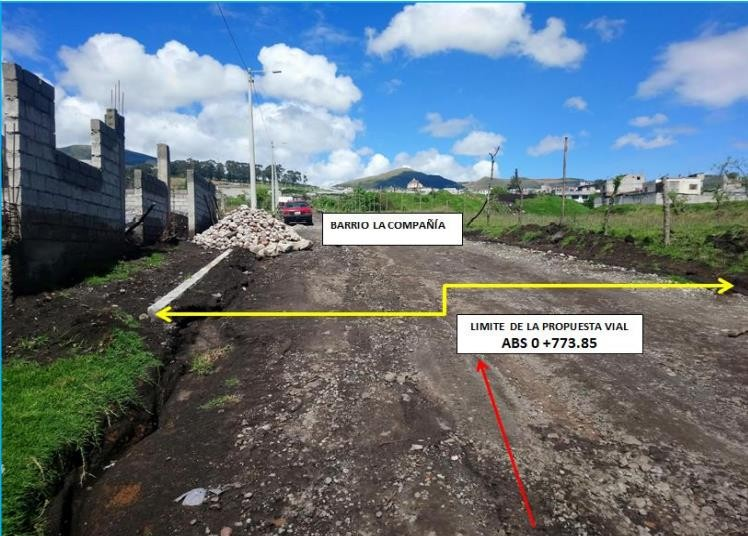 BARRIO LA COMPAÑÍA
LIMITE DE LA PROPUESTA VIAL
ABS 0 +773.85